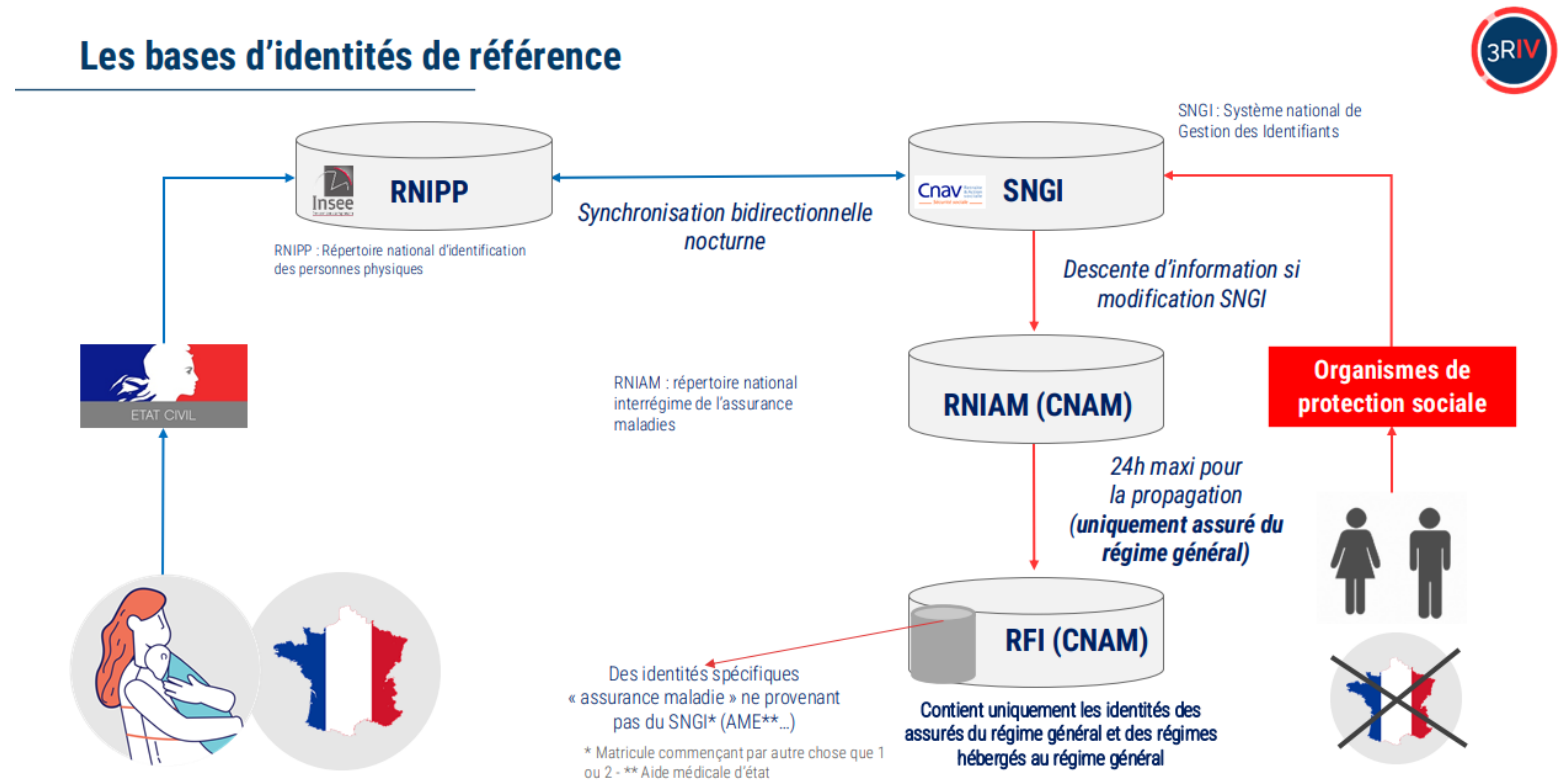 Les bases d’identités de référence
3RIV
SNGI : Système national de
Gestion des Identifiants
Insee
RNIPP
Cnav
SNGI
Synchronisation bidirectionnelle
nocturne
RNIPP : Répertoire national d’identification
des personnes physiques
Descente d’information si
modification SNGI
ETAT CIVIL
RNIAM : répertoire national
interrégime de l’assurance
maladies
RNIAM (CNAM)
Organismes de
protection sociale
24h maxi pour
la propagation
(uniquement assuré du
régime général)
RFI (CNAM)
Des identités spécifiques
« assurance maladie » ne provenant
pas du SNGI* (AME**…)
* Matricule commençant par autre chose que 1
ou 2 - ** Aide médicale d’état
Contient uniquement les identités des
assurés du régime général et des régimes
hébergés au régime général